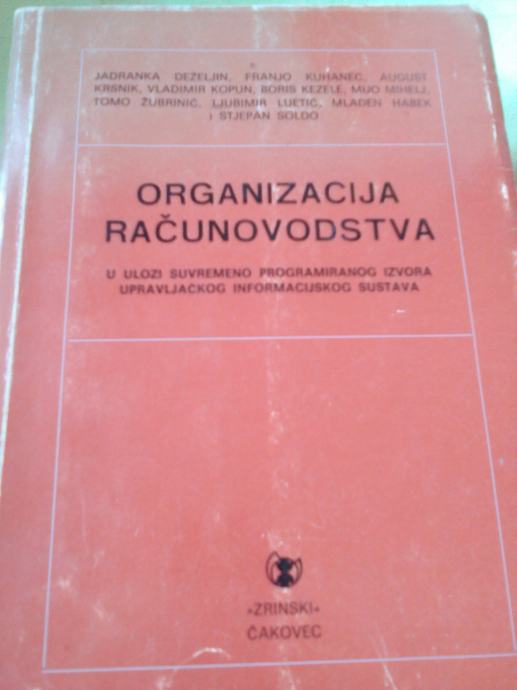 JADRANKA DEŽELJIN, FRANJO KUHANEC, AUGUST
KRSNIK, VLADIMIR KOPUN, BORIS KEZELE, MIJO MIHELJ,
TOMO ŽUBRINIĆ, LJUBIMIR LUETIĆ, MLADEN HABEK
I STJEPAN SOLDO
ORGANIZACIJA
RAČUNOVODSTVA
U ULOZI SUVREMENO PROGRAMIRANOG IZVORA
UPRAVLJAČKOG INFORMACIJSKOG SUSTAVA
»ZRINSKI«
ČAKOVEC